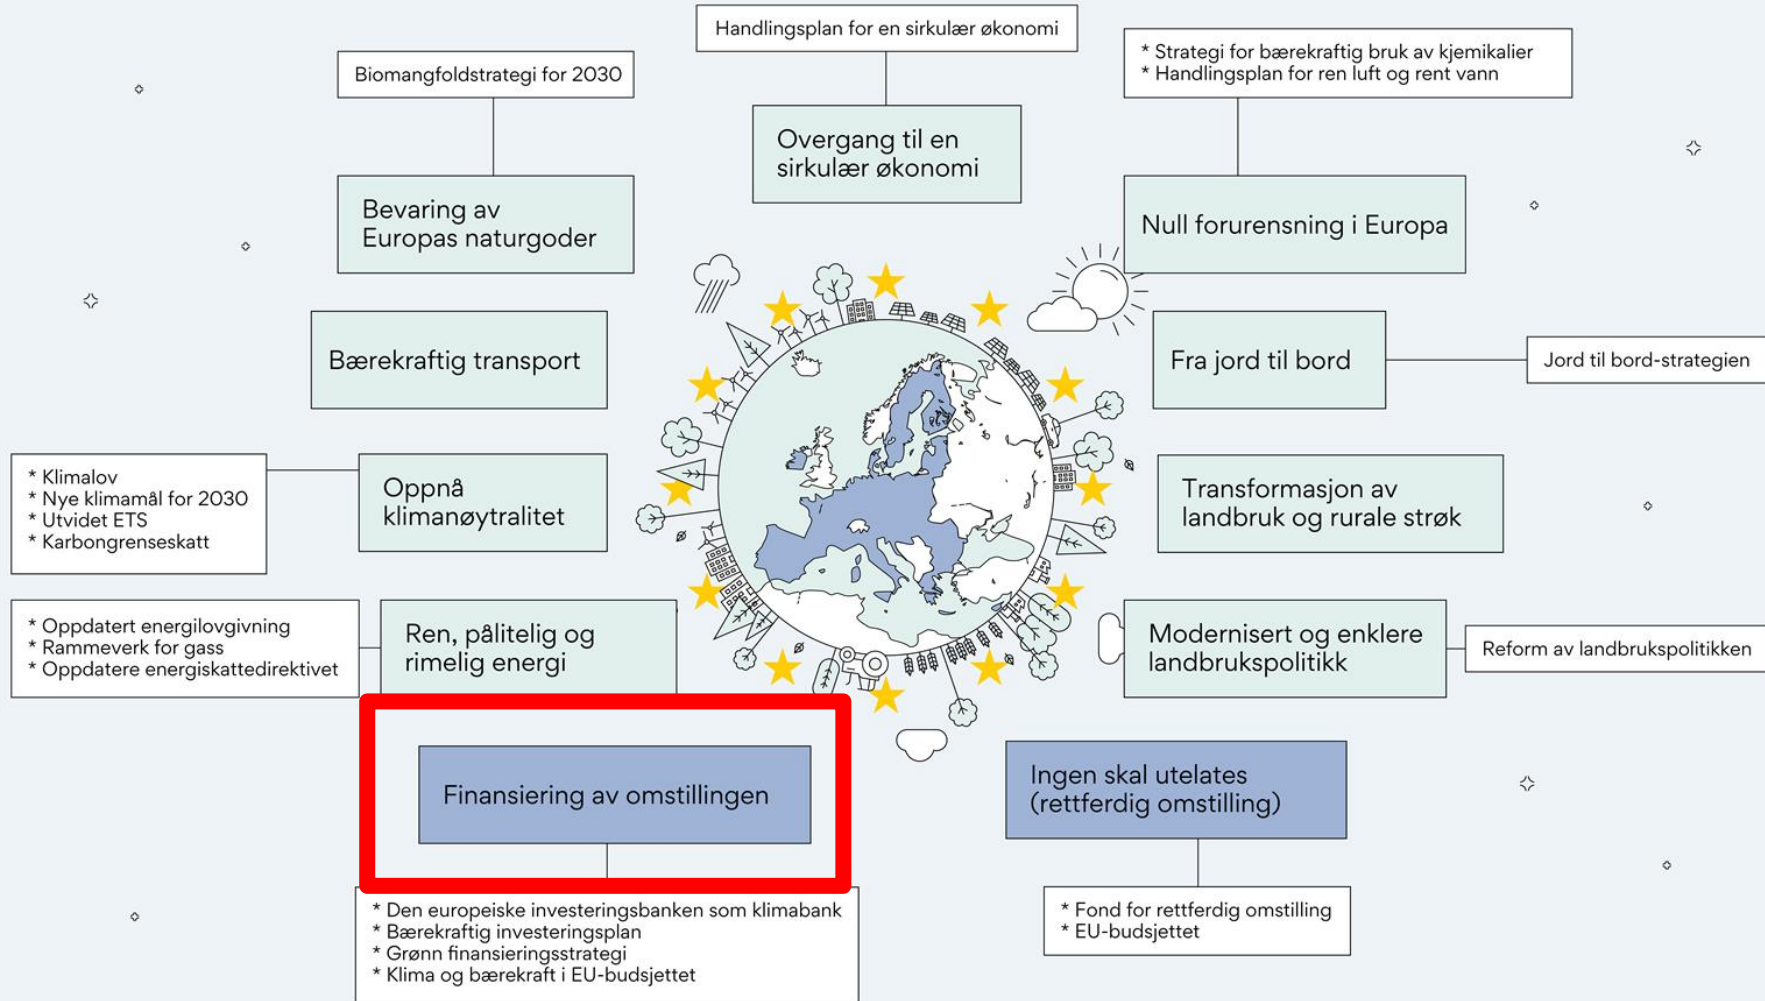 Handlingsplan for en sirkulær økonomi
Overgang til en
sirkulær økonomi
Biomangfoldstrategi for 2030
Bevaring av
Europas naturgoder
* Strategi for bærekraftig bruk av kjemikalier
* Handlingsplan for ren luft og rent vann
Null forurensning i Europa
Bærekraftig transport
Fra jord til bord
Jord til bord-strategien
* Klimalov
* Nye klimamål for 2030
* Utvidet ETS
* Karbongrenseskatt
Oppnå
klimanøytralitet
Transformasjon av
landbruk og rurale strøk
* Oppdatert energilovgivning
* Rammeverk for gass
* Oppdatere energiskattedirektivet
Ren, pålitelig og
rimelig energi
Modernisert og enklere
landbrukspolitikk
Reform av landbrukspolitikken
Finansiering av omstillingen
* Den europeiske investeringsbanken som klimabank
* Bærekraftig investeringsplan
* Grønn finansieringsstrategi
* Klima og bærekraft i EU-budsjettet
Ingen skal utelates
(rettferdig omstilling)
* Fond for rettferdig omstilling
* EU-budsjettet